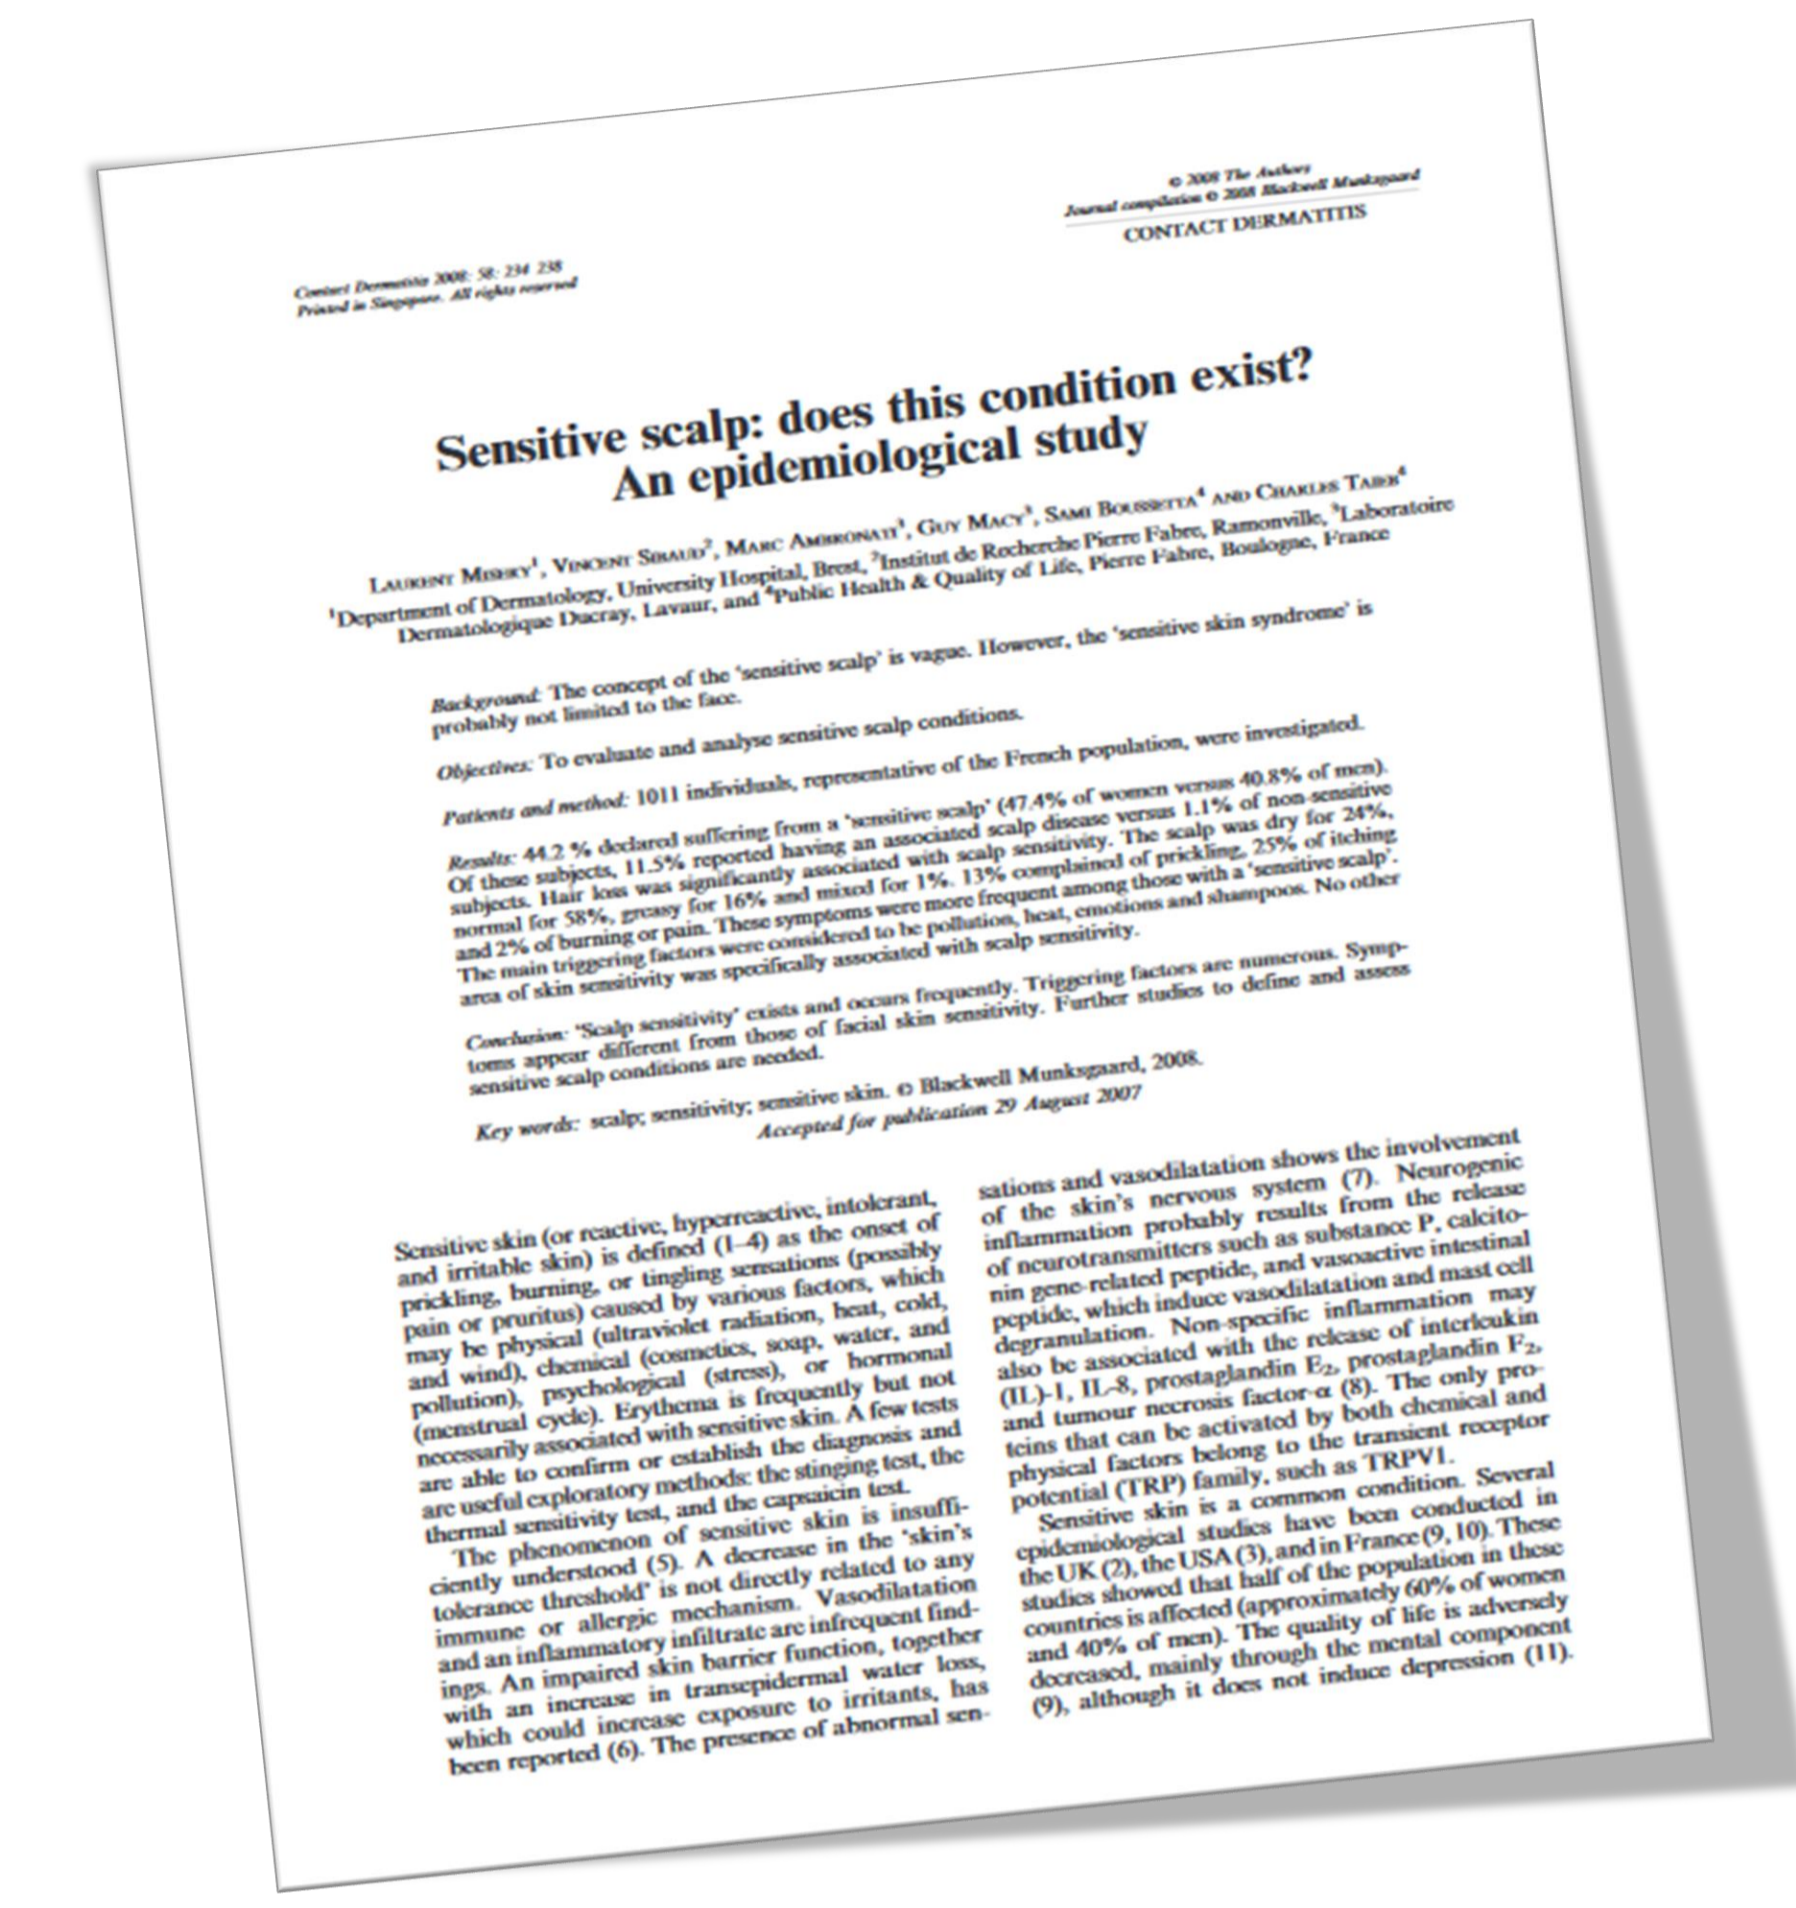 © 2008 The Authors
Journal compilation © 2008 Blackwell Munksgaard
CONTACT DERMATITIS
Contact Dermatitis 2008: 58: 234 238
Printed in Singapore. All rights reserved
Sensitive scalp: does this condition exist?
An epidemiological study
LAURENT MISERY¹, VINCENT SIBAUD², MARC AMBRONATI³, GUY MACY³, SAMI BOUSSETTA⁴ AND CHARLES TAIEB⁴
¹Department of Dermatology, University Hospital, Brest, ²Institut de Recherche Pierre Fabre, Ramonville, ³Laboratoire
Dermatologique Ducray, Lavaur, and ⁴Public Health & Quality of Life, Pierre Fabre, Boulogne, France
Background: The concept of the ‘sensitive scalp’ is vague. However, the ‘sensitive skin syndrome’ is
probably not limited to the face.
Objectives: To evaluate and analyse sensitive scalp conditions.
Patients and method: 1011 individuals, representative of the French population, were investigated.
Results: 44.2 % declared suffering from a ‘sensitive scalp’ (47.4% of women versus 40.8% of men).
Of these subjects, 11.5% reported having an associated scalp disease versus 1.1% of non-sensitive
subjects. Hair loss was significantly associated with scalp sensitivity. The scalp was dry for 24%,
normal for 58%, greasy for 16% and mixed for 1%. 13% complained of prickling, 25% of itching
and 2% of burning or pain. These symptoms were more frequent among those with a ‘sensitive scalp’.
The main triggering factors were considered to be pollution, heat, emotions and shampoos. No other
area of skin sensitivity was specifically associated with scalp sensitivity.
Conclusion: ‘Scalp sensitivity’ exists and occurs frequently. Triggering factors are numerous. Symp-
toms appear different from those of facial skin sensitivity. Further studies to define and assess
sensitive scalp conditions are needed.
Key words: scalp; sensitivity; sensitive skin. © Blackwell Munksgaard, 2008.
Accepted for publication 29 August 2007
Sensitive skin (or reactive, hyperreactive, intolerant,
and irritable skin) is defined (1–4) as the onset of
prickling, burning, or tingling sensations (possibly
pain or pruritus) caused by various factors, which
may be physical (ultraviolet radiation, heat, cold,
and wind), chemical (cosmetics, soap, water, and
pollution), psychological (stress), or hormonal
(menstrual cycle). Erythema is frequently but not
necessarily associated with sensitive skin. A few tests
are able to confirm or establish the diagnosis and
are useful exploratory methods: the stinging test, the
thermal sensitivity test, and the capsaicin test.
The phenomenon of sensitive skin is insuffi-
ciently understood (5). A decrease in the ‘skin’s
tolerance threshold’ is not directly related to any
immune or allergic mechanism. Vasodilatation
and an inflammatory infiltrate are infrequent find-
ings. An impaired skin barrier function, together
with an increase in transepidermal water loss,
which could increase exposure to irritants, has
been reported (6). The presence of abnormal sen-
sations and vasodilatation shows the involvement
of the skin’s nervous system (7). Neurogenic
inflammation probably results from the release
of neurotransmitters such as substance P, calcito-
nin gene-related peptide, and vasoactive intestinal
peptide, which induce vasodilatation and mast cell
degranulation. Non-specific inflammation may
also be associated with the release of interleukin
(IL)-1, IL-8, prostaglandin E₂, prostaglandin F₂,
and tumour necrosis factor-α (8). The only pro-
teins that can be activated by both chemical and
physical factors belong to the transient receptor
potential (TRP) family, such as TRPV1.
Sensitive skin is a common condition. Several
epidemiological studies have been conducted in
the UK (2), the USA (3), and in France (9, 10). These
studies showed that half of the population in these
countries is affected (approximately 60% of women
and 40% of men). The quality of life is adversely
decreased, mainly through the mental component
(9), although it does not induce depression (11).